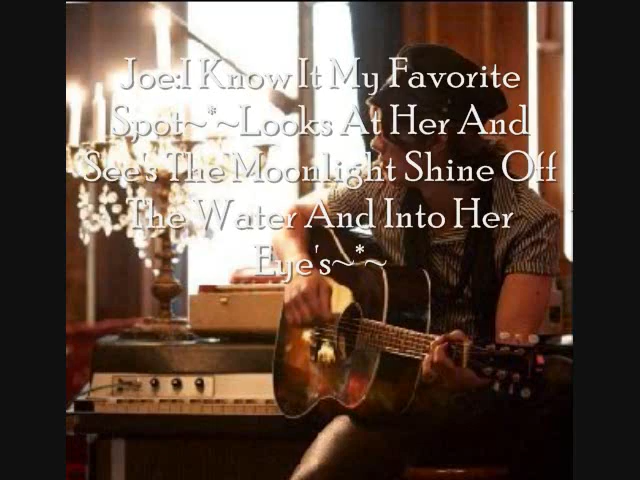 Joe:I Know It My Favorite
Spot~*~Looks At Her And
See's The Moonlight Shine Off
The Water And Into Her
Eye's~*~